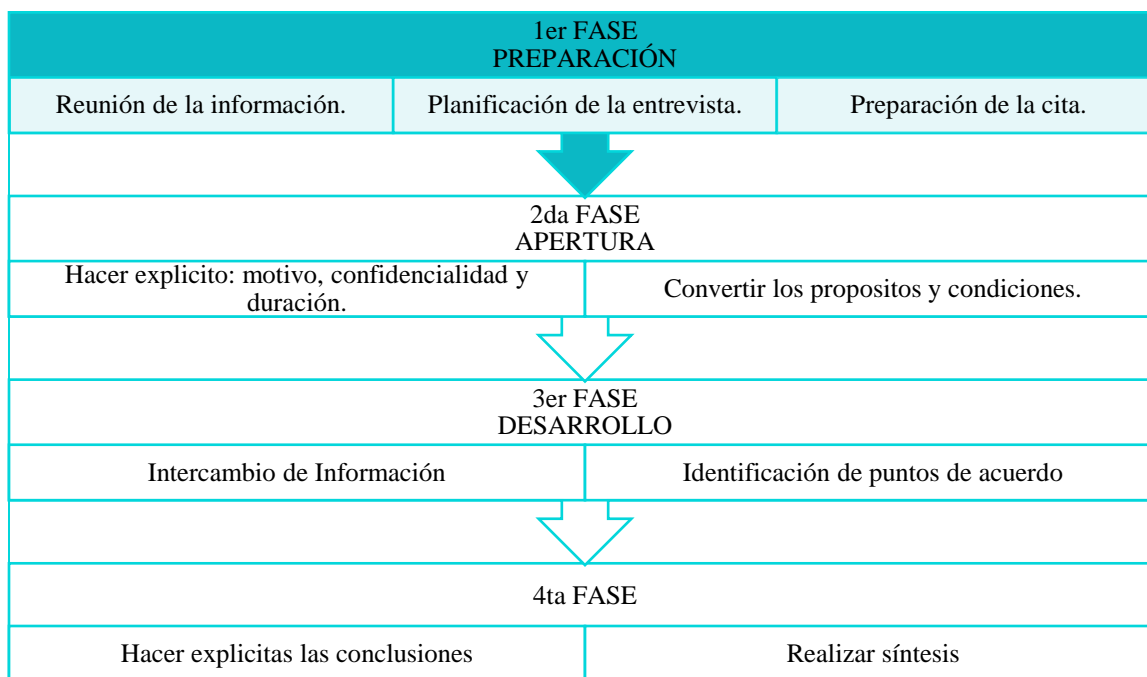 1er FASE
PREPARACIÓN
Reunión de la información.
Planificación de la entrevista.
Preparación de la cita.
2da FASE
APERTURA
Hacer explicito: motivo, confidencialidad y
duración.
Convertir los propositos y condiciones.
3er FASE
DESARROLLO
Intercambio de Información
Identificación de puntos de acuerdo
4ta FASE
Hacer explicitas las conclusiones
Realizar síntesis